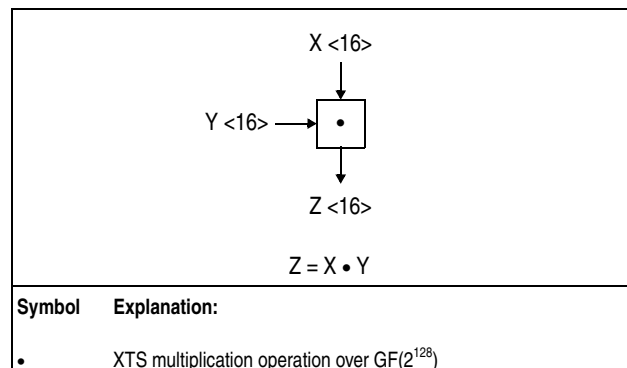 X <16>
Y <16>
•
Z <16>
Z = X • Y
Symbol Explanation:
• XTS multiplication operation over GF(2^128)